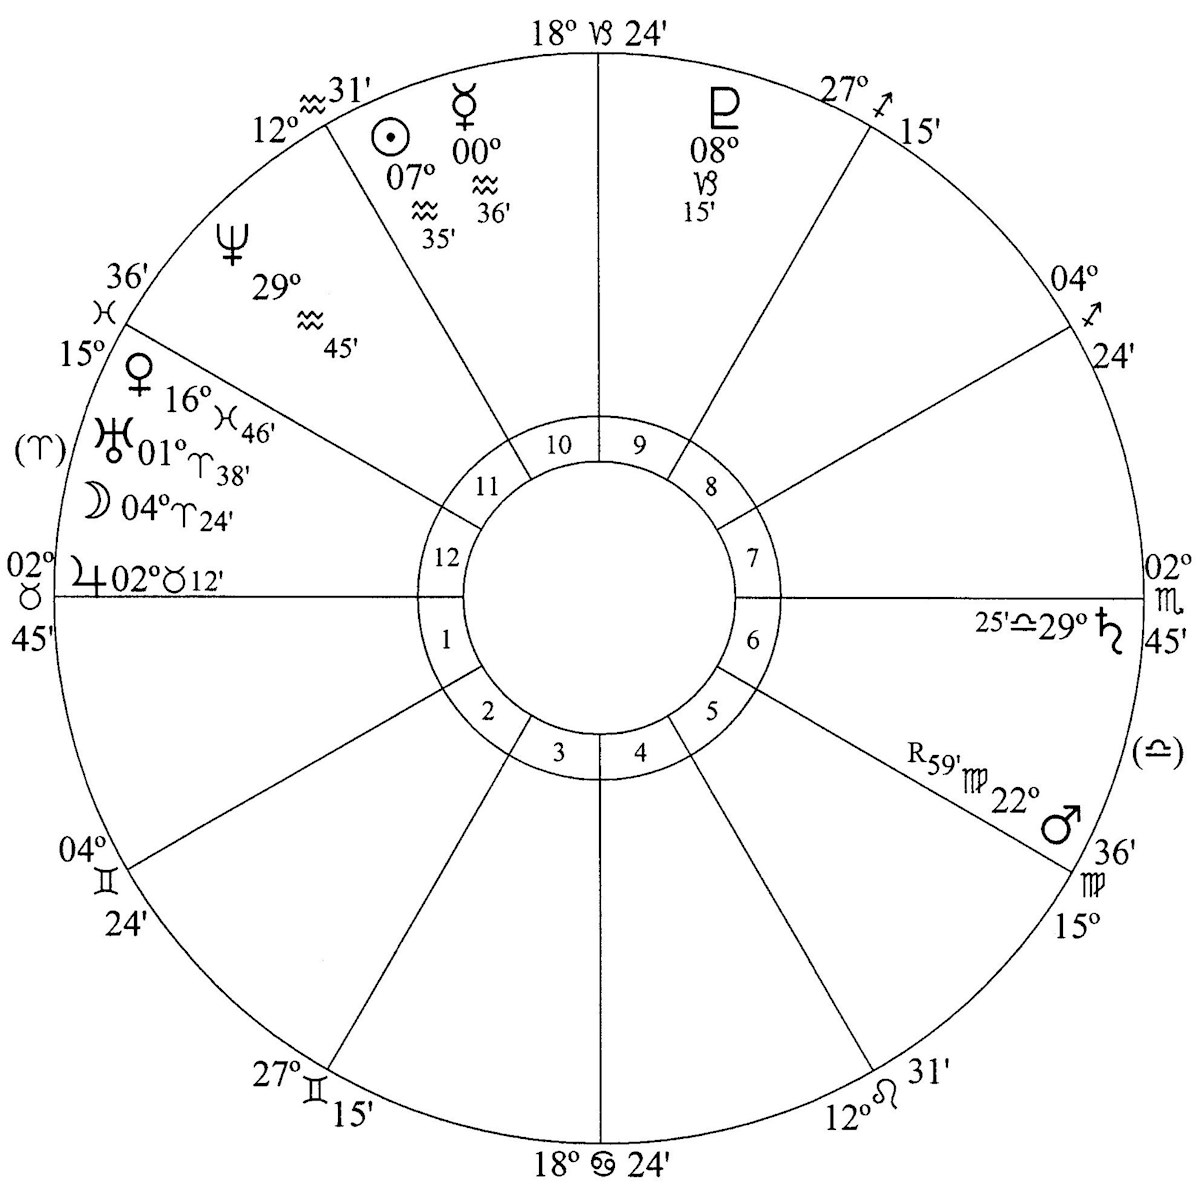 18º ♑ 24'
12º ♒ 31'
☿ 00º ♒ 36'
☉ 07º ♒ 35'
♇ 08º ♑ 15'
27º ♐ 15'
♆ 29º ♒ 45'
36' ♓ 15º
04º ♐ 24'
♀ 16º ♓ 46'
(♈)
♅ 01º ♈ 38'
☽ 04º ♈ 24'
♃ 02º ♉ 12'
02º ♉ 45'
10
9
11
8
12
7
1
6
2
5
3
4
02º ♏ 45'
25' ♎ 29º ♄
(♎)
R 59' ♍ 22º ♂
36' ♍ 15º
04º ♊ 24'
27º ♊ 15'
12º ♌ 31'
18º ♋ 24'